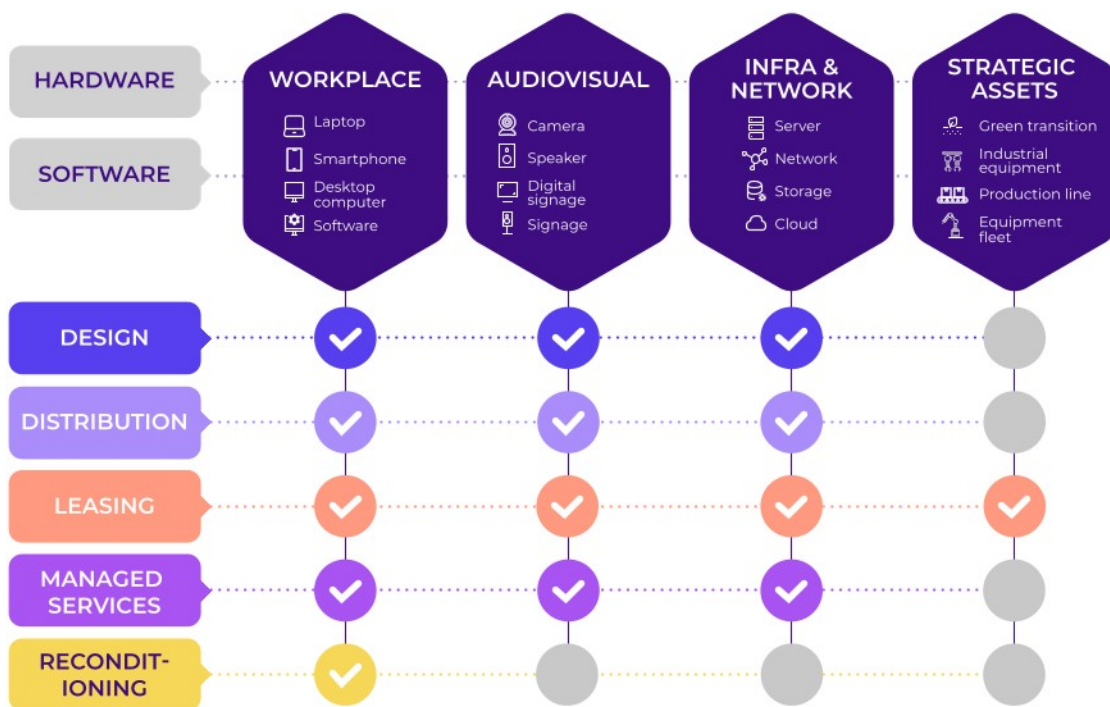 HARDWARE
SOFTWARE
WORKPLACE
Laptop
Smartphone
Desktop
computer
Software
AUDIOVISUAL
Camera
Speaker
Digital
signage
Signage
INFRA &
NETWORK
Server
Network
Storage
Cloud
STRATEGIC
ASSETS
Green transition
Industrial
equipment
Production line
Equipment
fleet
DESIGN
DISTRIBUTION
LEASING
MANAGED
SERVICES
RECONDIT-
IONING